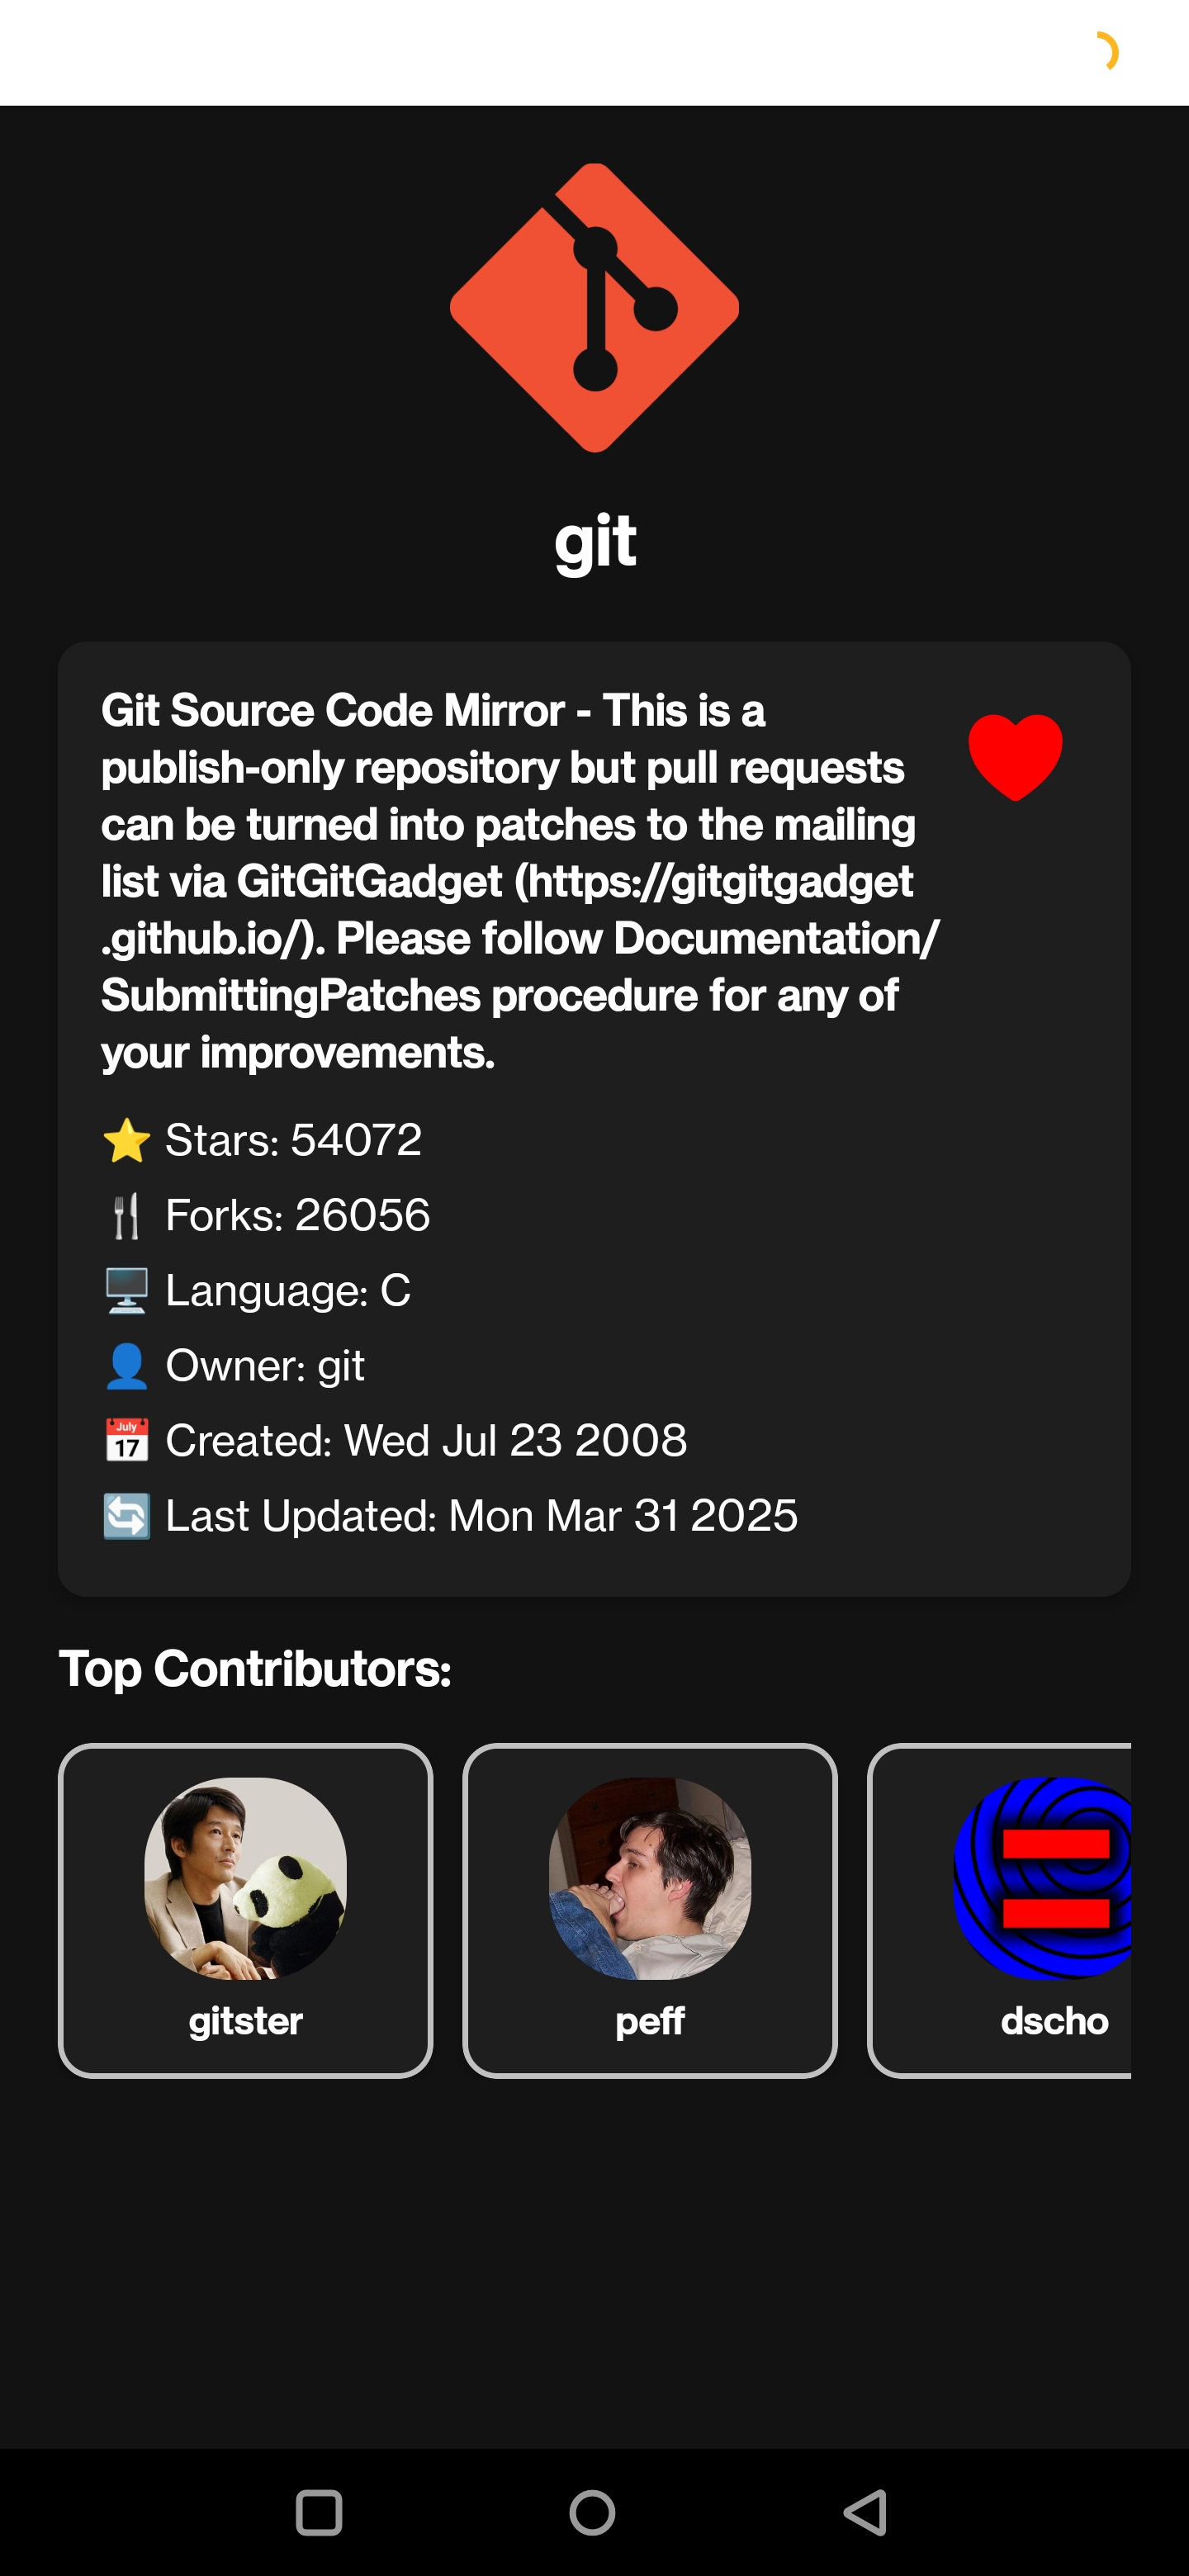 git
Git Source Code Mirror - This is a
publish-only repository but pull requests
can be turned into patches to the mailing
list via GitGitGadget (https://gitgitgadget
.github.io/). Please follow Documentation/
SubmittingPatches procedure for any of
your improvements.
⭐ Stars: 54072
🍴 Forks: 26056
🖥️ Language: C
👤 Owner: git
📅 Created: Wed Jul 23 2008
🔄 Last Updated: Mon Mar 31 2025
Top Contributors:
gitster
peff
dscho